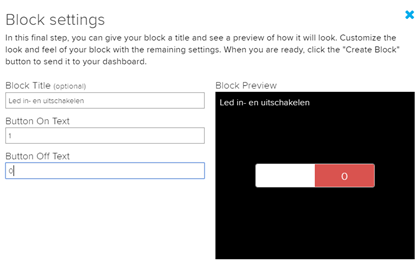 Block settings
In this final step, you can give your block a title and see a preview of how it will look. Customize the
look and feel of your block with the remaining settings. When you are ready, click the "Create Block"
button to send it to your dashboard.
Block Title (optional)
Led in- en uitschakelen
Button On Text
1
Button Off Text
0
Block Preview
Led in- en uitschakelen
0